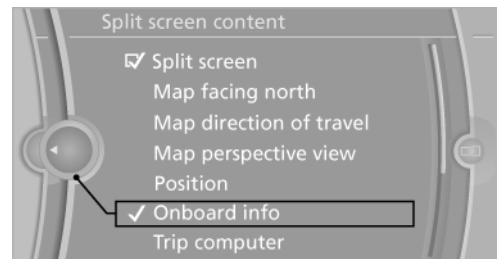 Split screen content
Split screen
Map facing north
Map direction of travel
Map perspective view
Position
Onboard info
Trip computer